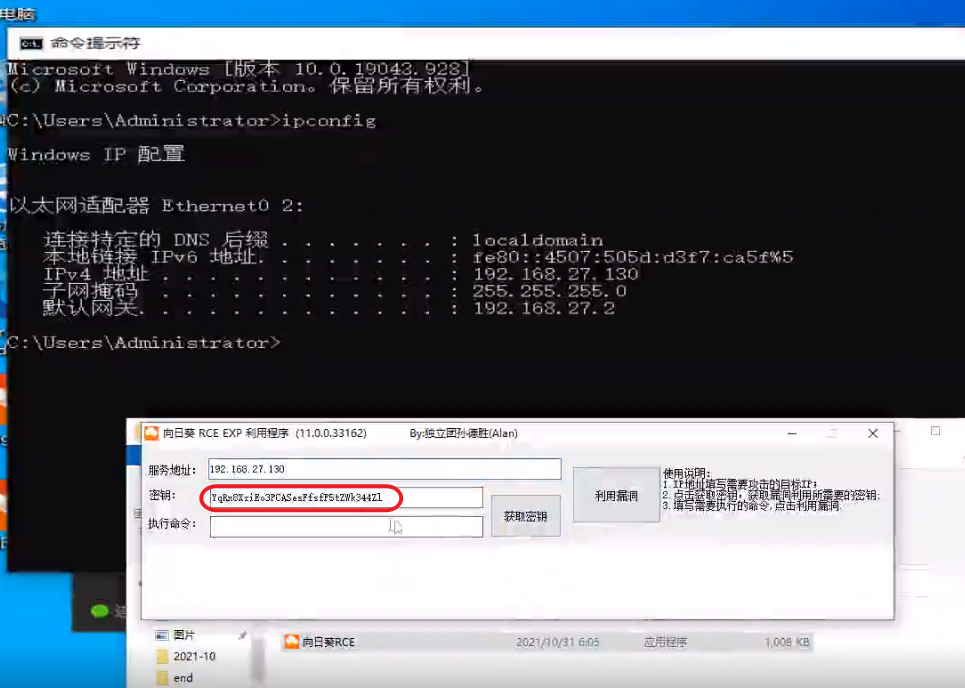 电脑
命令提示符
Microsoft Windows [版本 10.0.19043.928]
(c) Microsoft Corporation。保留所有权利。
C:\Users\Administrator>ipconfig
Windows IP 配置
以太网适配器 Ethernet0 2:
连接特定的 DNS 后缀 . . . . . . . : localdomain
本地链接 IPv6 地址. . . . . . . . : fe80::4507:505d:d3f7:ca5f%5
IPv4 地址 . . . . . . . . . . . . : 192.168.27.130
子网掩码 . . . . . . . . . . . . : 255.255.255.0
默认网关. . . . . . . . . . . . . : 192.168.27.2
C:\Users\Administrator>
向日葵 RCE EXP 利用程序 (11.0.0.33162) By:独立团孙德胜(Alan)
服务地址: 192.168.27.130
密钥:
执行命令:
获取密钥
利用漏洞
使用说明:
1.IP地址填写需要攻击的目标IP;
2.点击获取密钥，获取漏洞利用所需要的密钥;
3.填写需要执行的命令,点击利用漏洞.
图片
2021-10
end
向日葵RCE 2021/10/31 6:05 应用程序 1,008 KB